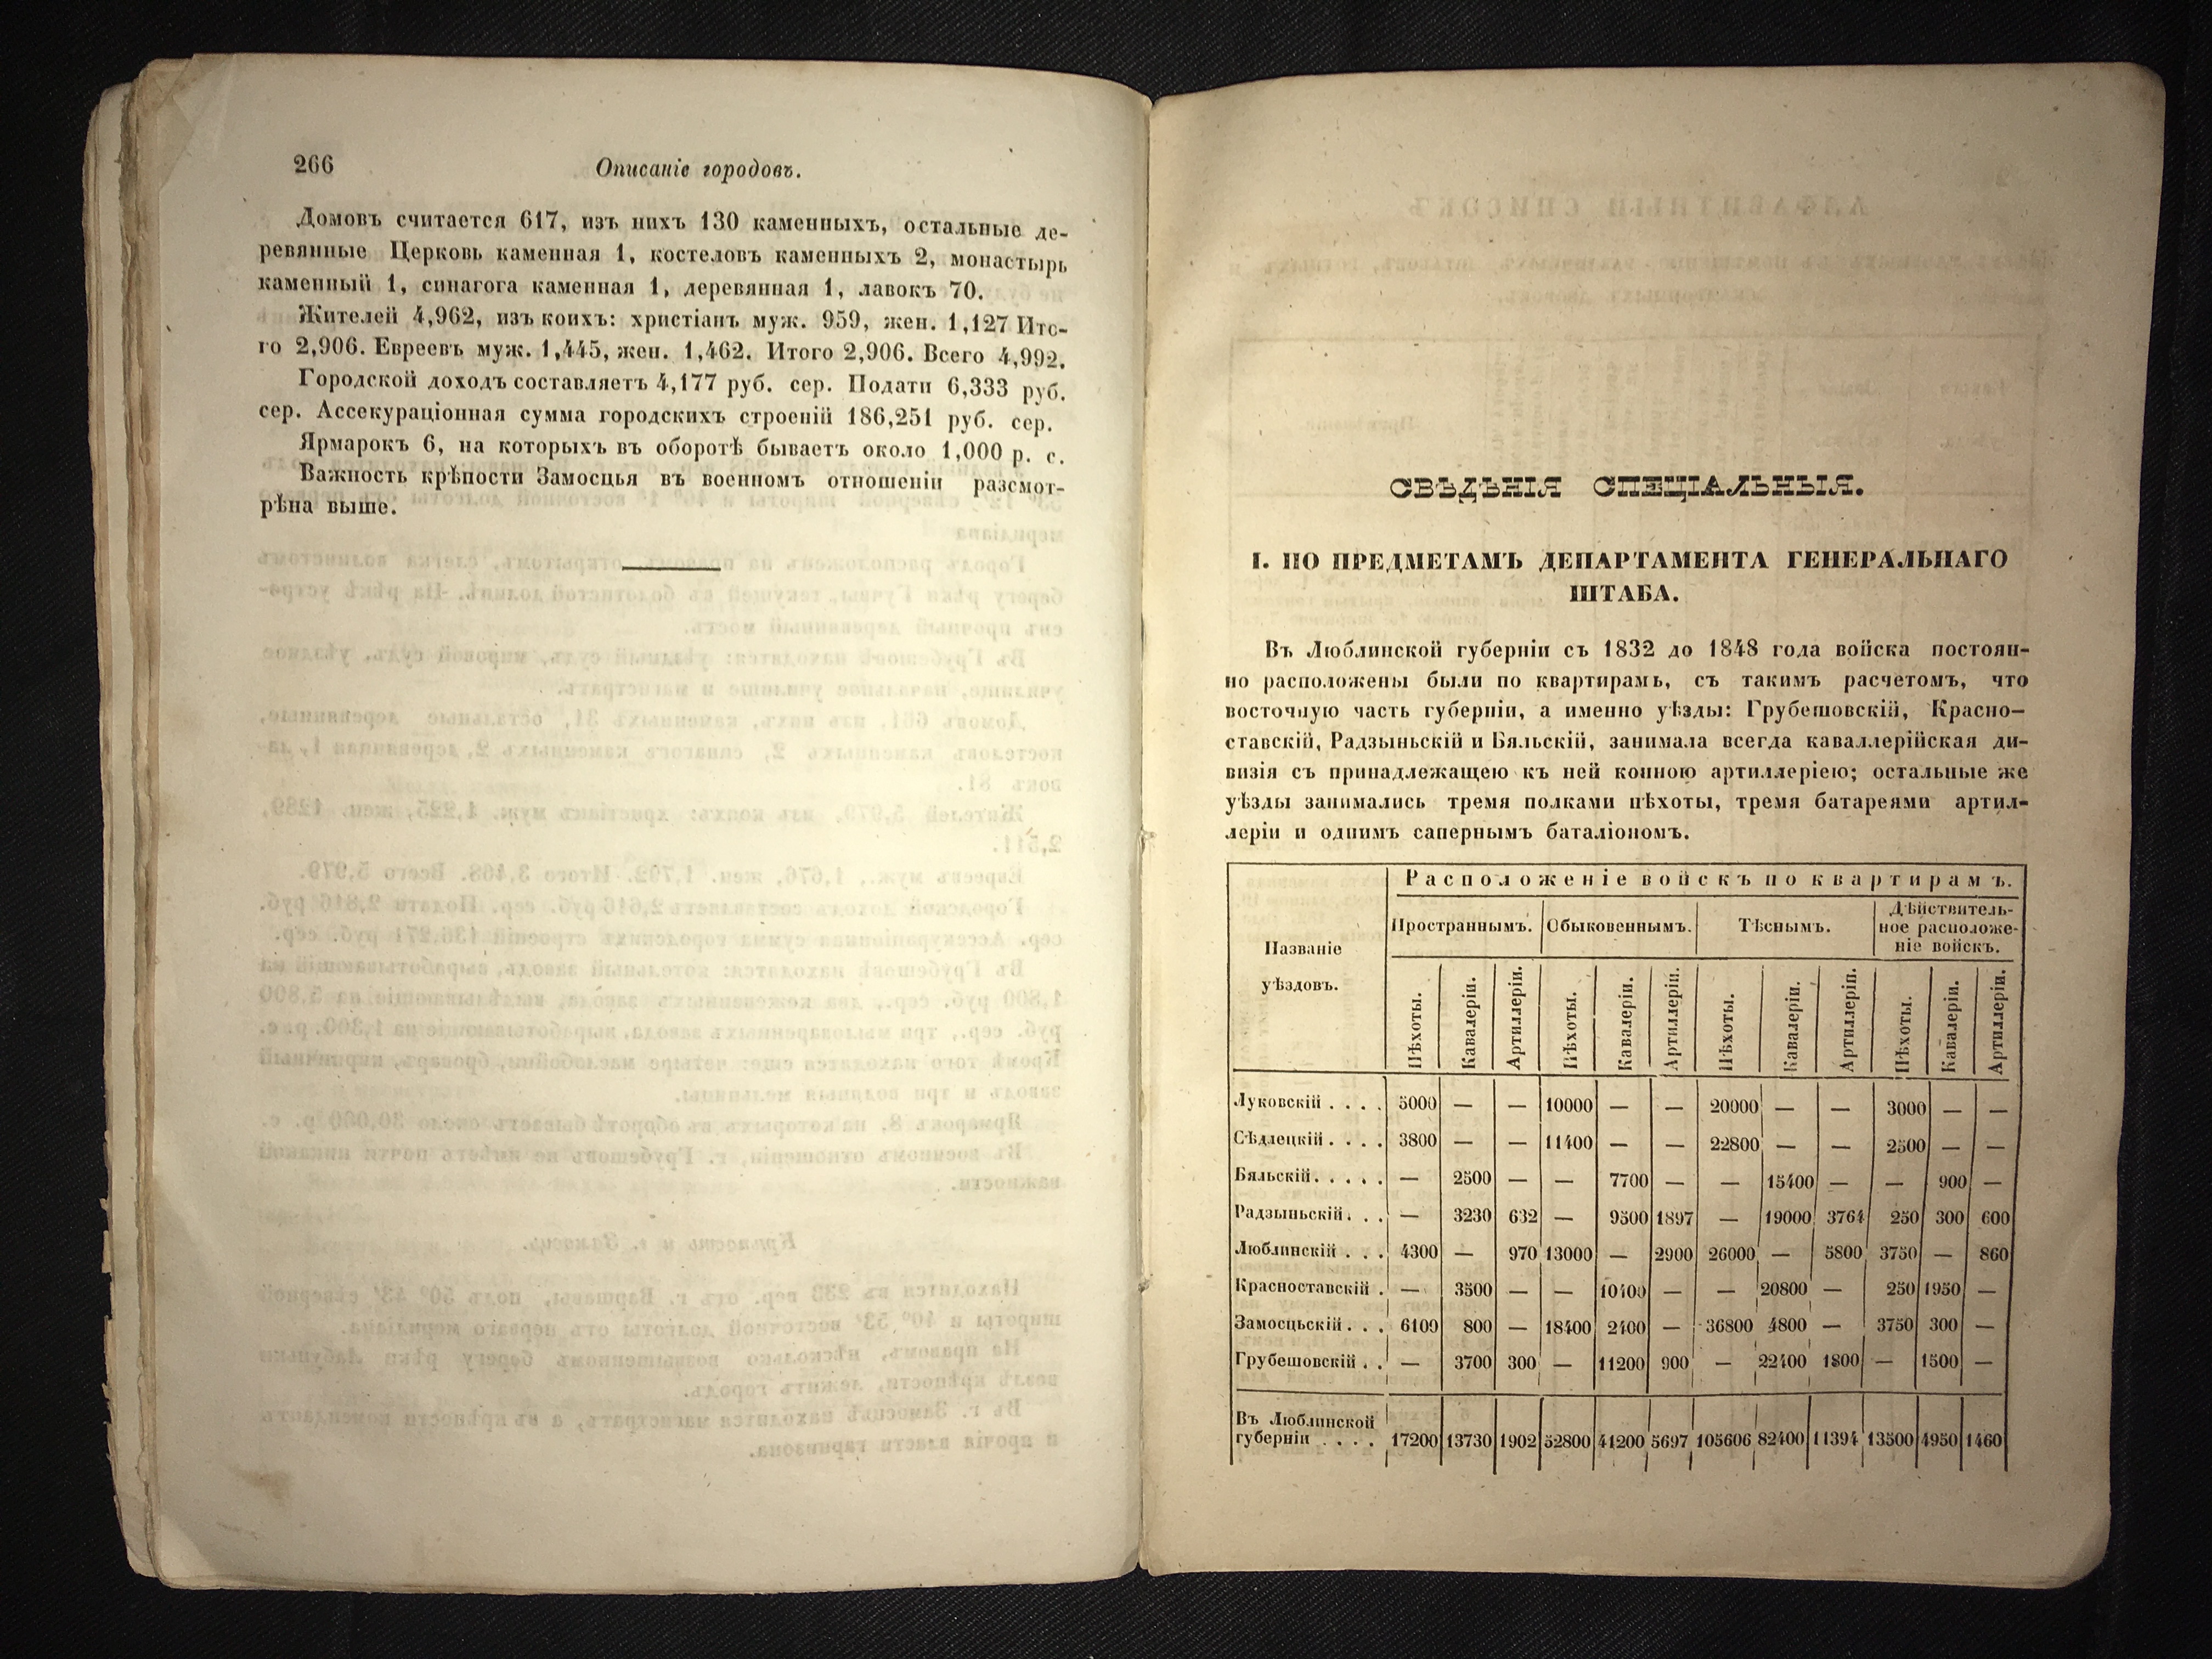 266
Описаніе городовъ.
Домовъ считается 617, изъ нихъ 130 каменныхъ, остальные де-
ревянные Церковь каменная 1, костеловъ каменныхъ 2, монастырь
каменный 1, синагога каменная 1, деревянная 1, лавокъ 70.
Жителей 4,962, изъ коихъ: христіанъ муж. 959, жен. 1,127 Ито-
го 2,906. Евреевъ муж. 1,445, жен. 1,462. Итого 2,906. Всего 4,992.
Городской доходъ составляетъ 4,177 руб. сер. Подати 6,333 руб.
сер. Ассекураціонная сумма городскихъ строеній 186,251 руб. сер.
Ярмарокъ 6, на которыхъ въ оборотѣ бываетъ около 1,000 р. с.
Важность крѣпости Замосцья въ военномъ отношеніи разсмот-
рѣна выше.
СВѢДѢНІЯ СПЕЦІАЛЬНЫЯ.
I. ПО ПРЕДМЕТАМЪ ДЕПАРТАМЕНТА ГЕНЕРАЛЬНАГО
ШТАБА.
Въ Люблинской губерніи съ 1832 до 1848 года войска постоян-
но расположены были по квартирамъ, съ такимъ расчетомъ, что
восточную часть губерніи, а именно уѣзды: Грубешовскій, Красно-
ставскій, Радзыньскій и Бяльскій, занимала всегда каваллерійская ди-
визія съ принадлежащею къ ней конною артиллеріею; остальные же
уѣзды занимались тремя полками пѣхоты, тремя батареями артил-
леріи и однимъ сапернымъ баталіономъ.
Названіе
уѣздовъ.
Расположеніе войскъ по квартирамъ.
Пространнымъ. Обыкновеннымъ. Тѣснымъ. Дѣйствитель-
ное расположе-
ніе войскъ.
Пѣхоты. Кавалеріи. Артиллеріи. Пѣхоты. Кавалеріи. Артиллеріи. Пѣхоты. Кавалеріи. Артиллеріи. Пѣхоты. Кавалеріи. Артиллеріи.
Луковскій . . . . 5000 — — 10000 — — 20000 — — 3000 — —
Сѣдлецкій . . . . 3800 — — 11400 — — 22800 — — 2500 — —
Бяльскій . . . . . — 2500 — — 7700 — — 15400 — — 900 —
Радзыньскій . . . — 3230 632 — 9500 1897 — 19000 3764 250 300 600
Люблинскій . . . 4300 — 970 13000 — 2900 26000 — 5800 3750 — 860
Красноставскій . — 3500 — — 10400 — — 20800 — 250 1950 —
Замосцьскій . . . 6100 800 — 18400 2400 — 36800 4800 — 3750 300 —
Грубешовскій . . — 3700 300 — 11200 900 — 22400 1800 — 1500 —
Въ Люблинской
губерніи . . . . 17200 13730 1902 52800 41200 5697 105606 82400 11394 13500 4950 1460